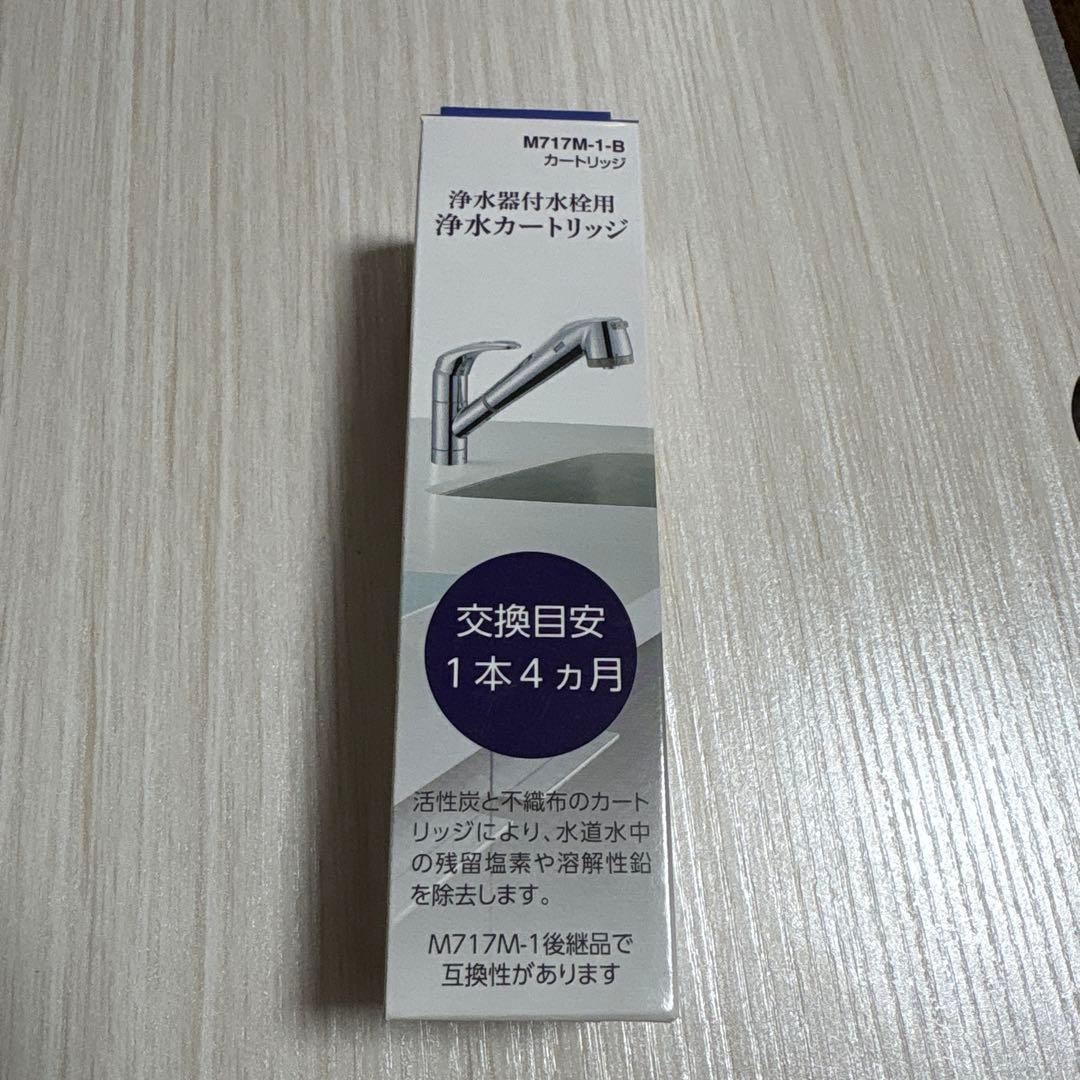 M717M-1-B
カートリッジ
浄水器付水栓用
浄水カートリッジ
交換目安
1本4ヵ月
活性炭と不織布のカート
リッジにより、水道水中
の残留塩素や溶解性鉛
を除去します。
M717M-1後継品で
互換性があります